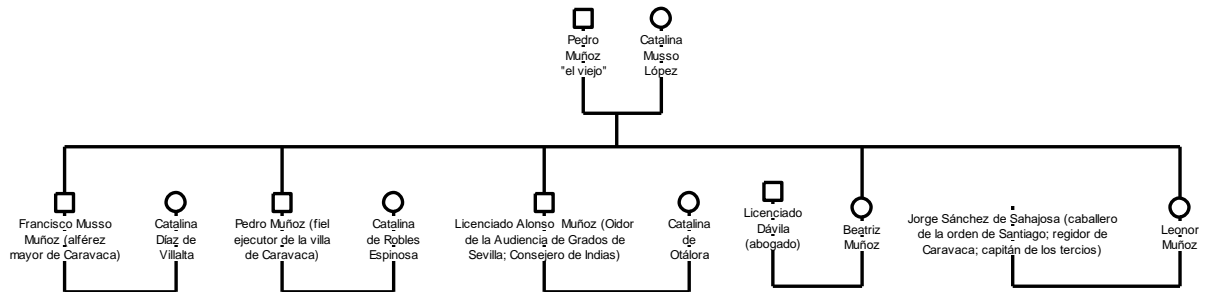 Pedro
Muñoz
"el viejo"
Catalina
Musso
López
Francisco Musso
Muñoz (alférez
mayor de Caravaca)
Catalina
Díaz de
Villalta
Pedro Muñoz (fiel
ejecutor de la villa
de Caravaca)
Catalina
de Robles
Espinosa
Licenciado Alonso Muñoz (Oidor
de la Audiencia de Grados de
Sevilla; Consejero de Indias)
Catalina
de
Otálora
Licenciado
Dávila
(abogado)
Beatriz
Muñoz
Jorge Sánchez de Sahajosa (caballero
de la orden de Santiago; regidor de
Caravaca; capitán de los tercios)
Leonor
Muñoz